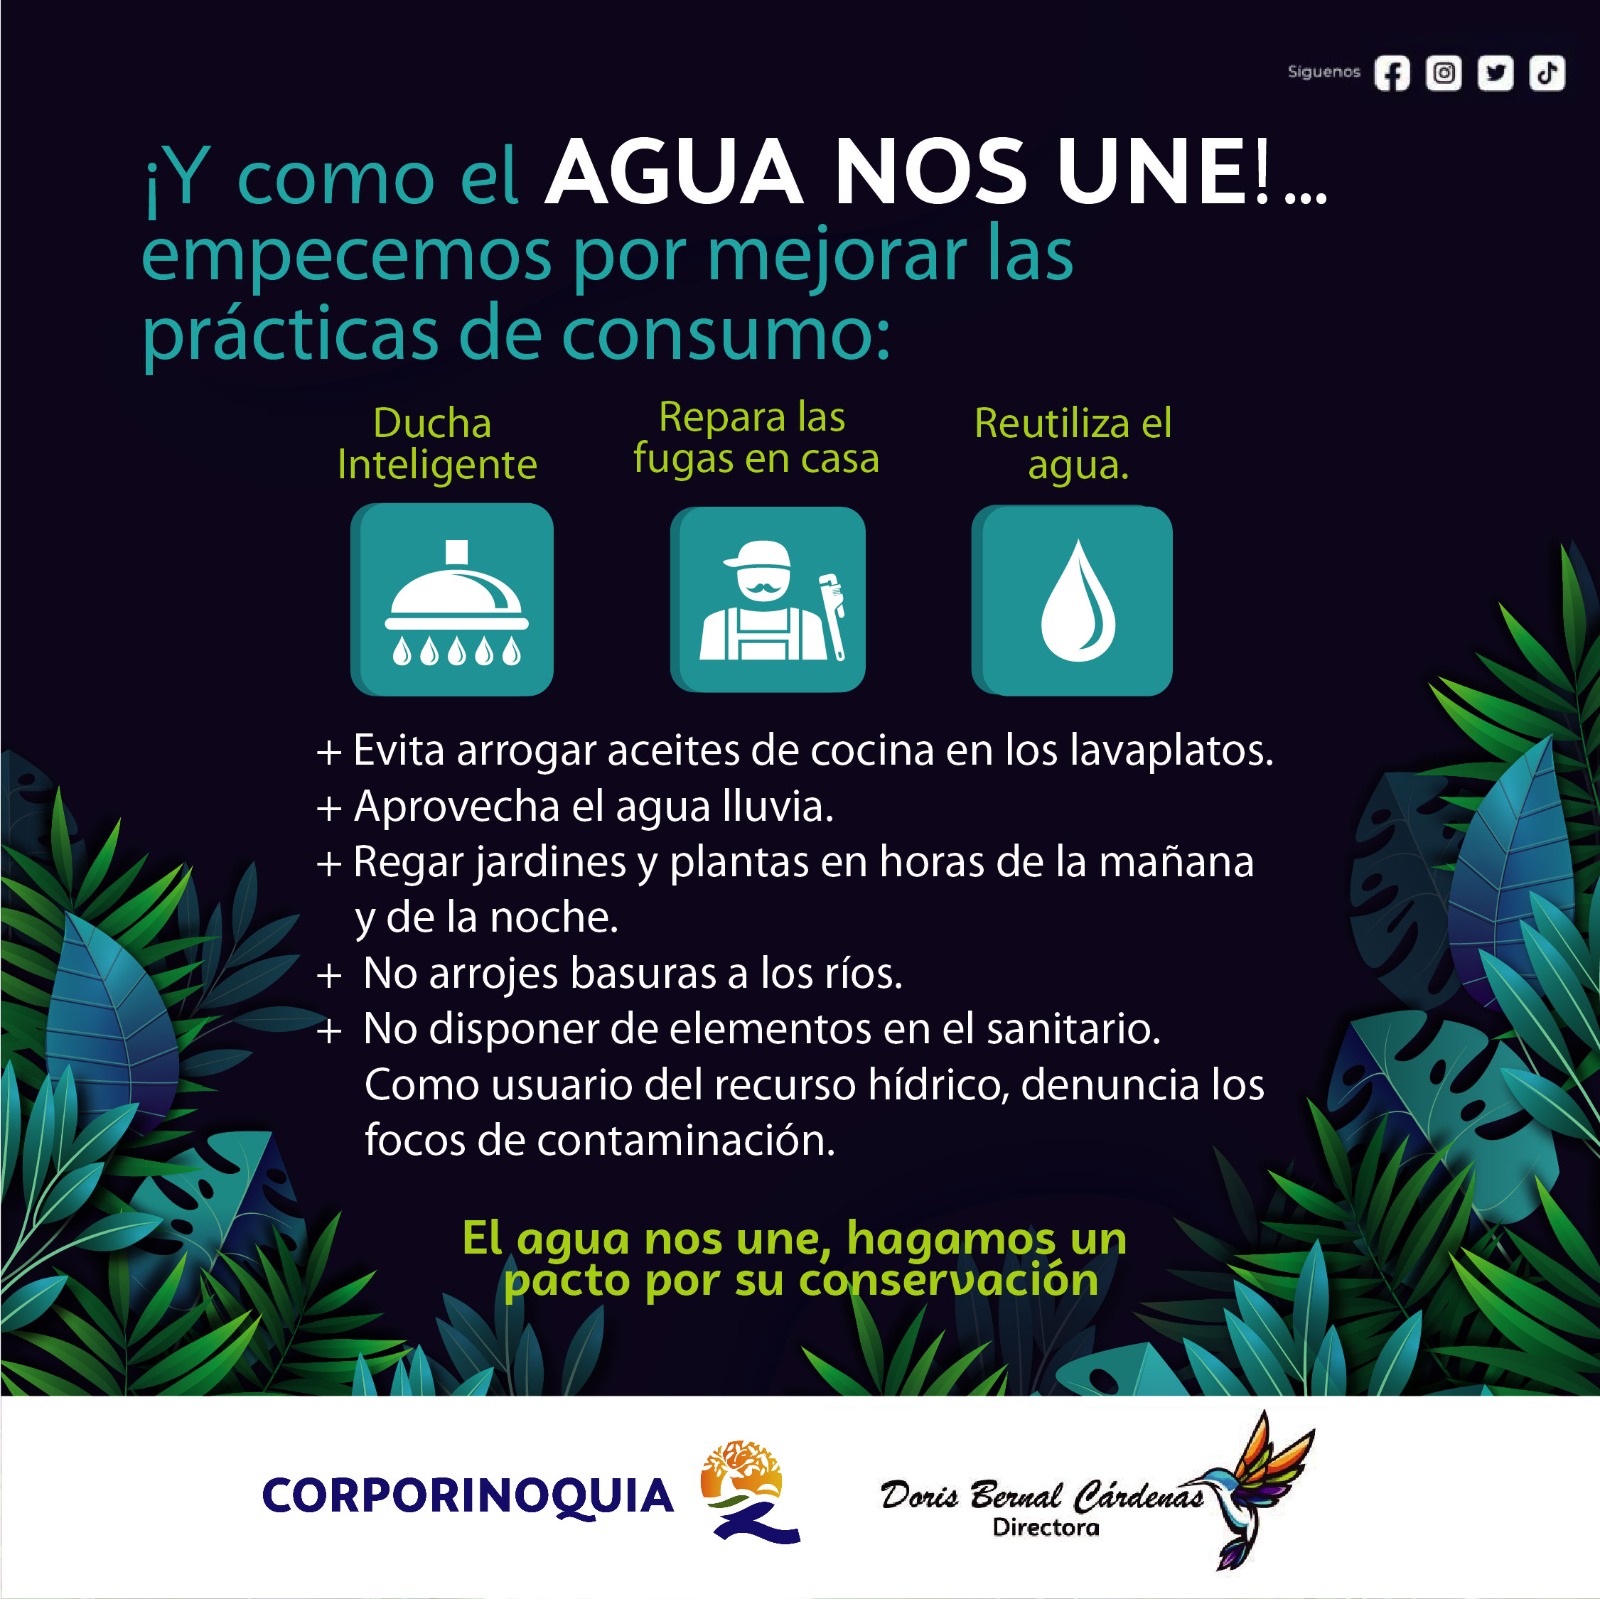 Síguenos
¡Y como el AGUA NOS UNE!...
empecemos por mejorar las
prácticas de consumo:
Ducha
Inteligente
Repara las
fugas en casa
Reutiliza el
agua.
+ Evita arrogar aceites de cocina en los lavaplatos.
+ Aprovecha el agua lluvia.
+ Regar jardines y plantas en horas de la mañana
y de la noche.
+ No arrojes basuras a los ríos.
+ No disponer de elementos en el sanitario.
Como usuario del recurso hídrico, denuncia los
focos de contaminación.
El agua nos une, hagamos un
pacto por su conservación
CORPORINOQUIA
Doris Bernal Cárdenas
Directora